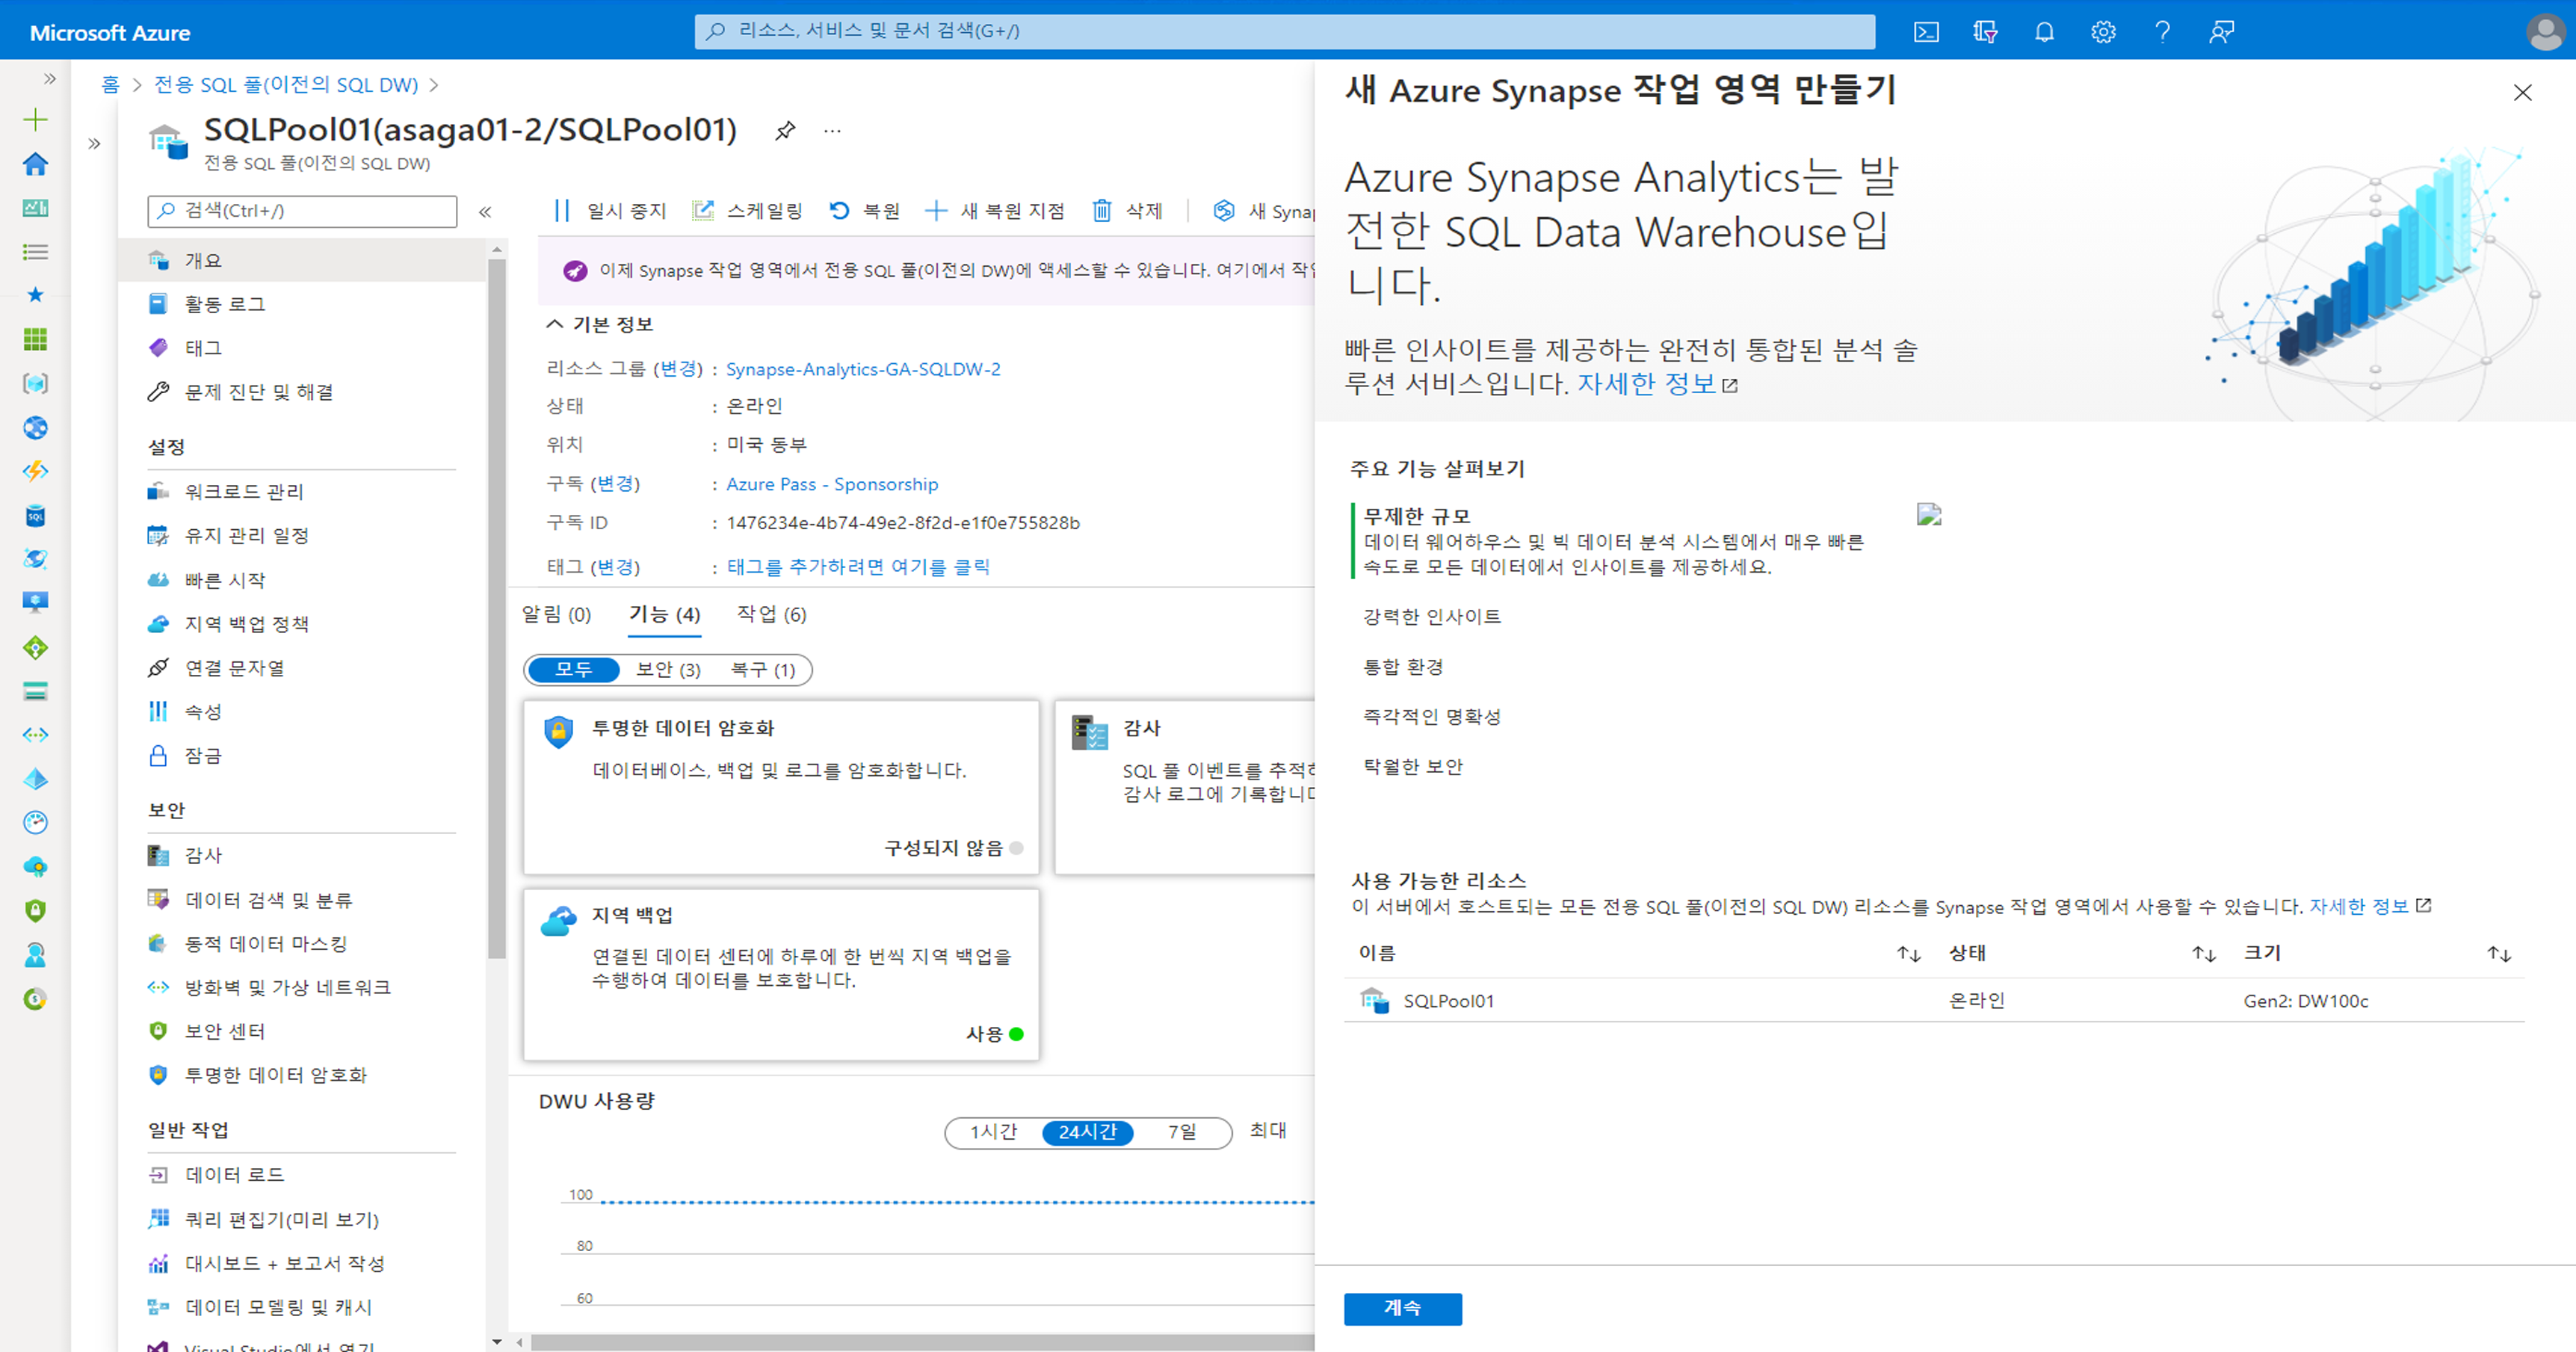 Microsoft Azure
리소스, 서비스 및 문서 검색(G+/)
홈 > 전용 SQL 풀(이전의 SQL DW) >
SQLPool01(asaga01-2/SQLPool01)
전용 SQL 풀(이전의 SQL DW)
검색(Ctrl+/)
개요
활동 로그
태그
문제 진단 및 해결
설정
워크로드 관리
유지 관리 일정
빠른 시작
지역 백업 정책
연결 문자열
속성
잠금
보안
감사
데이터 검색 및 분류
동적 데이터 마스킹
방화벽 및 가상 네트워크
보안 센터
투명한 데이터 암호화
일반 작업
데이터 로드
쿼리 편집기(미리 보기)
대시보드 + 보고서 작성
데이터 모델링 및 캐시
Visual Studio에서 열기
일시 중지 스케일링 복원 새 복원 지점 삭제 새 Synap
이제 Synapse 작업 영역에서 전용 SQL 풀(이전의 DW)에 액세스할 수 있습니다. 여기에서 작업
기본 정보
리소스 그룹 (변경) : Synapse-Analytics-GA-SQLDW-2
상태 : 온라인
위치 : 미국 동부
구독 (변경) : Azure Pass - Sponsorship
구독 ID : 1476234e-4b74-49e2-8f2d-e1f0e755828b
태그 (변경) : 태그를 추가하려면 여기를 클릭
알림 (0) 기능 (4) 작업 (6)
모두 보안 (3) 복구 (1)
투명한 데이터 암호화
데이터베이스, 백업 및 로그를 암호화합니다.
구성되지 않음
감사
SQL 풀 이벤트를 추적하
감사 로그에 기록합니다
지역 백업
연결된 데이터 센터에 하루에 한 번씩 지역 백업을
수행하여 데이터를 보호합니다.
사용
DWU 사용량
1시간 24시간 7일 최대
100
80
60
새 Azure Synapse 작업 영역 만들기
Azure Synapse Analytics는 발
전한 SQL Data Warehouse입
니다.
빠른 인사이트를 제공하는 완전히 통합된 분석 솔
루션 서비스입니다. 자세한 정보
주요 기능 살펴보기
무제한 규모
데이터 웨어하우스 및 빅 데이터 분석 시스템에서 매우 빠른
속도로 모든 데이터에서 인사이트를 제공하세요.
강력한 인사이트
통합 환경
즉각적인 명확성
탁월한 보안
사용 가능한 리소스
이 서버에서 호스트되는 모든 전용 SQL 풀(이전의 SQL DW) 리소스를 Synapse 작업 영역에서 사용할 수 있습니다. 자세한 정보
이름 상태 크기
SQLPool01 온라인 Gen2: DW100c
계속